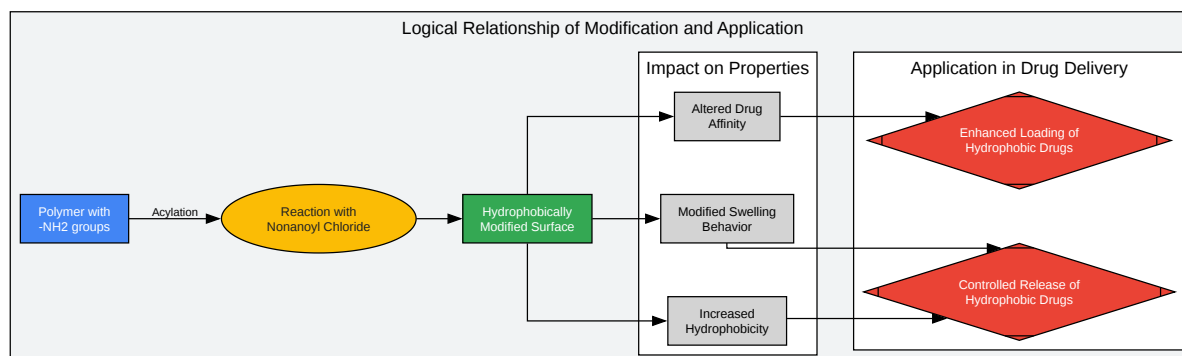 Logical Relationship of Modification and Application
Impact on Properties
Application in Drug Delivery
Altered Drug
Affinity
Enhanced Loading of
Hydrophobic Drugs
Polymer with
-NH2 groups
Acylation
Reaction with
Nonanoyl Chloride
Hydrophobically
Modified Surface
Modified Swelling
Behavior
Controlled Release of
Hydrophobic Drugs
Increased
Hydrophobicity